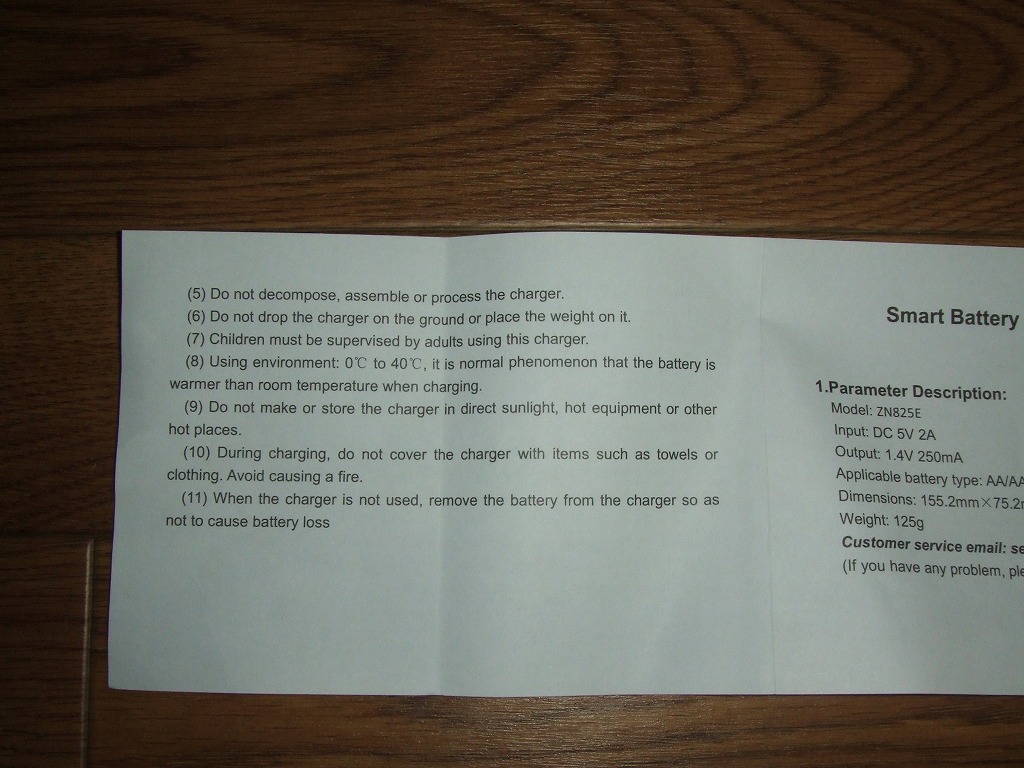 (5) Do not decompose, assemble or process the charger.
(6) Do not drop the charger on the ground or place the weight on it.
(7) Children must be supervised by adults using this charger.
(8) Using environment: 0℃ to 40℃, it is normal phenomenon that the battery is
warmer than room temperature when charging.
(9) Do not make or store the charger in direct sunlight, hot equipment or other
hot places.
(10) During charging, do not cover the charger with items such as towels or
clothing. Avoid causing a fire.
(11) When the charger is not used, remove the battery from the charger so as
not to cause battery loss
Smart Battery
1.Parameter Description:
Model: ZN825E
Input: DC 5V 2A
Output: 1.4V 250mA
Applicable battery type: AA/AA
Dimensions: 155.2mm×75.2
Weight: 125g
Customer service email: se
(If you have any problem, ple